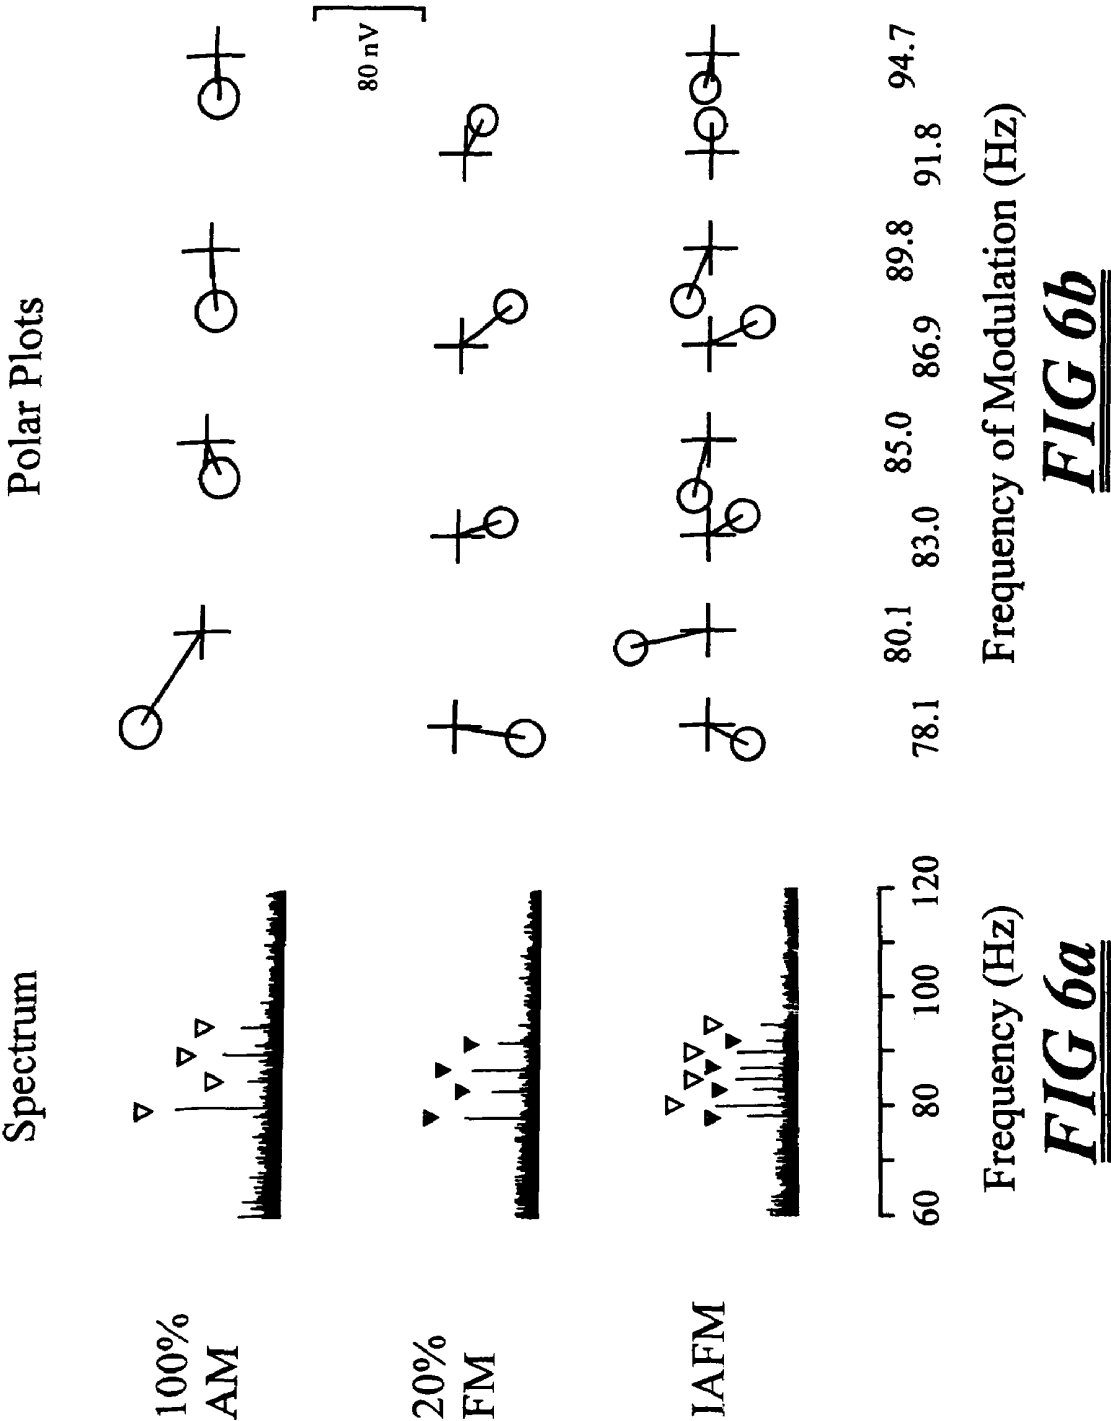 Spectrum
Polar Plots
100%
AM
80 nV
20%
FM
IAFM
60 80 100 120
Frequency (Hz)
FIG 6a
78.1 80.1 83.0 85.0 86.9 89.8 91.8 94.7
Frequency of Modulation (Hz)
FIG 6b